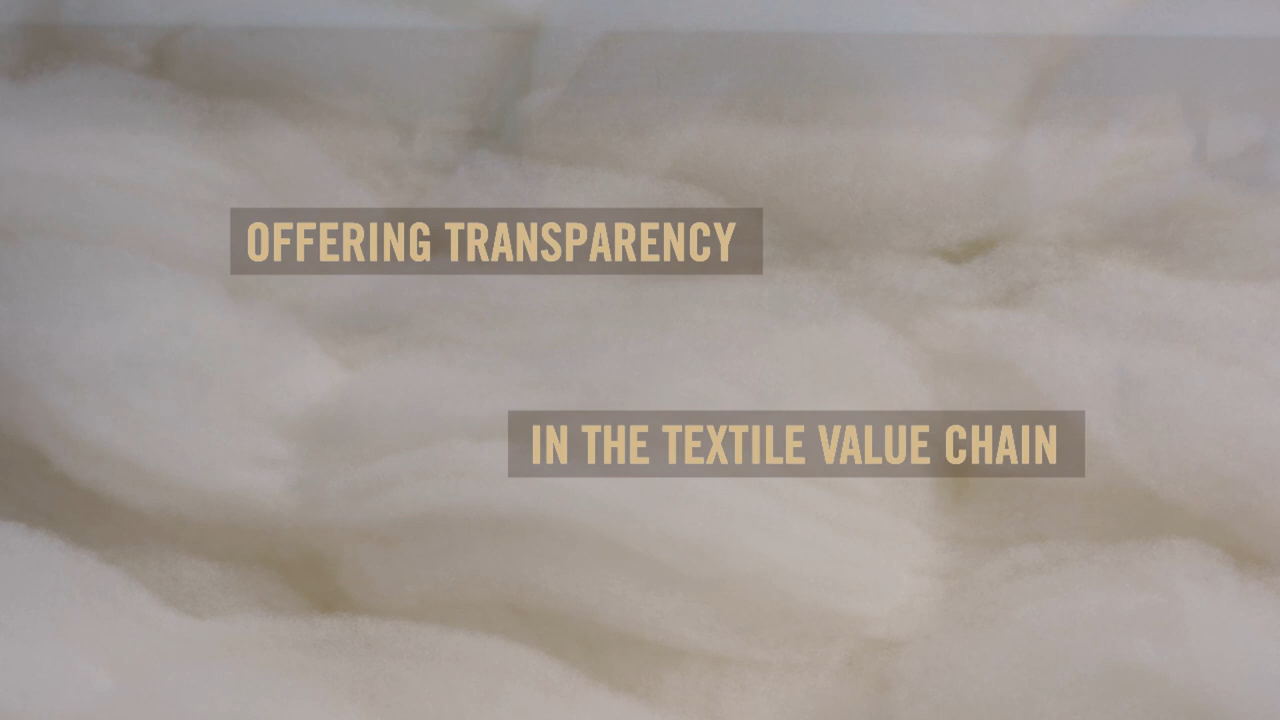 OFFERING TRANSPARENCY
IN THE TEXTILE VALUE CHAIN